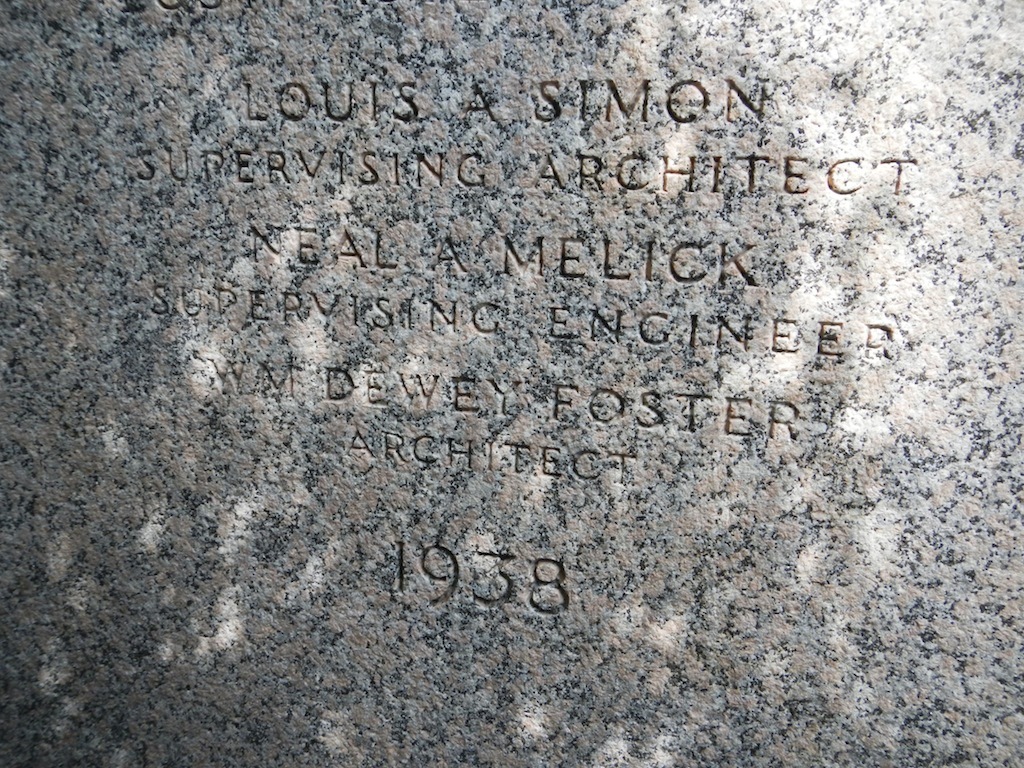 LOUIS A SIMON
SUPERVISING ARCHITECT
NEAL A MELICK
SUPERVISING ENGINEER
WM DEWEY FOSTER
ARCHITECT
1938